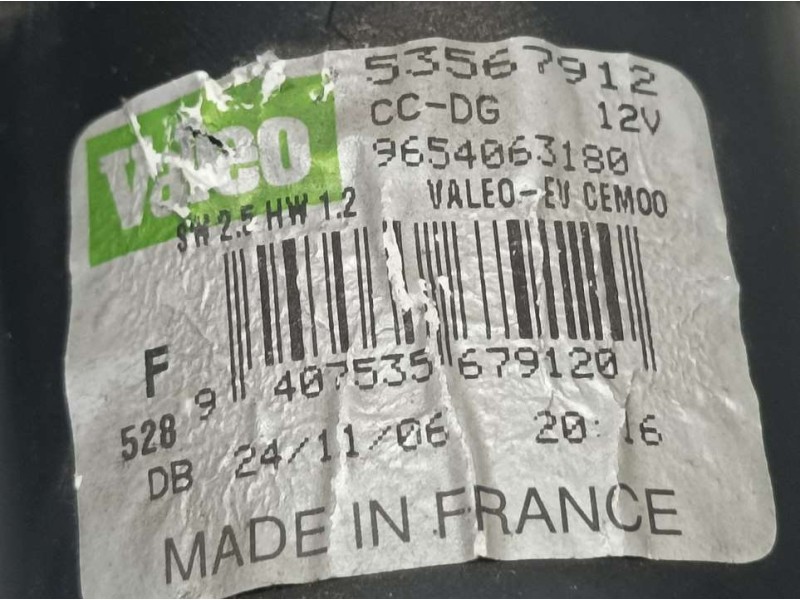 Valeo
53567912
CC-DG 12V
9654063180
SW 2.5 HW 1.2 VALEO-EV CEM00
9 407535 679120
F
528
DB 24/11/06 20:16
MADE IN FRANCE